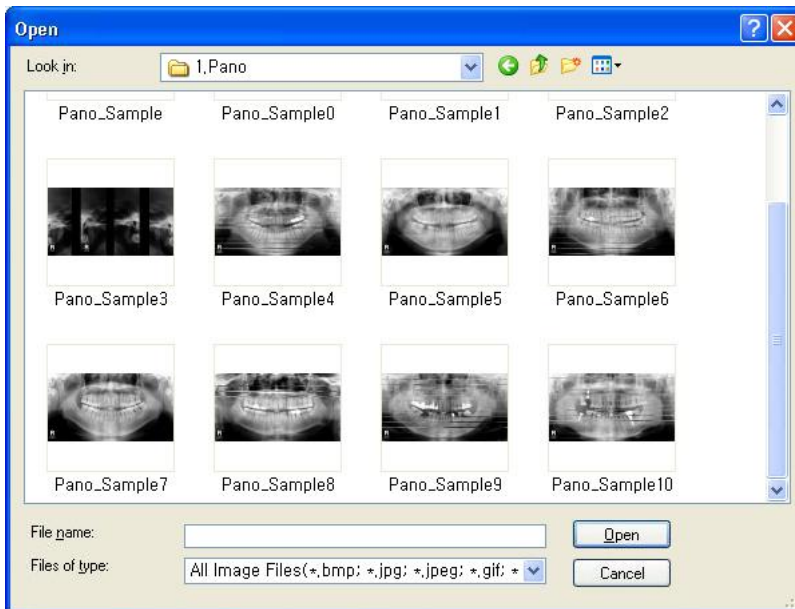 Open
Look in:
1,Pano
Pano_Sample
Pano_Sample0
Pano_Sample1
Pano_Sample2
Pano_Sample3
Pano_Sample4
Pano_Sample5
Pano_Sample6
Pano_Sample7
Pano_Sample8
Pano_Sample9
Pano_Sample10
File name:
Open
Files of type:
All Image Files(*,bmp; *,jpg; *,jpeg; *,gif; *
Cancel